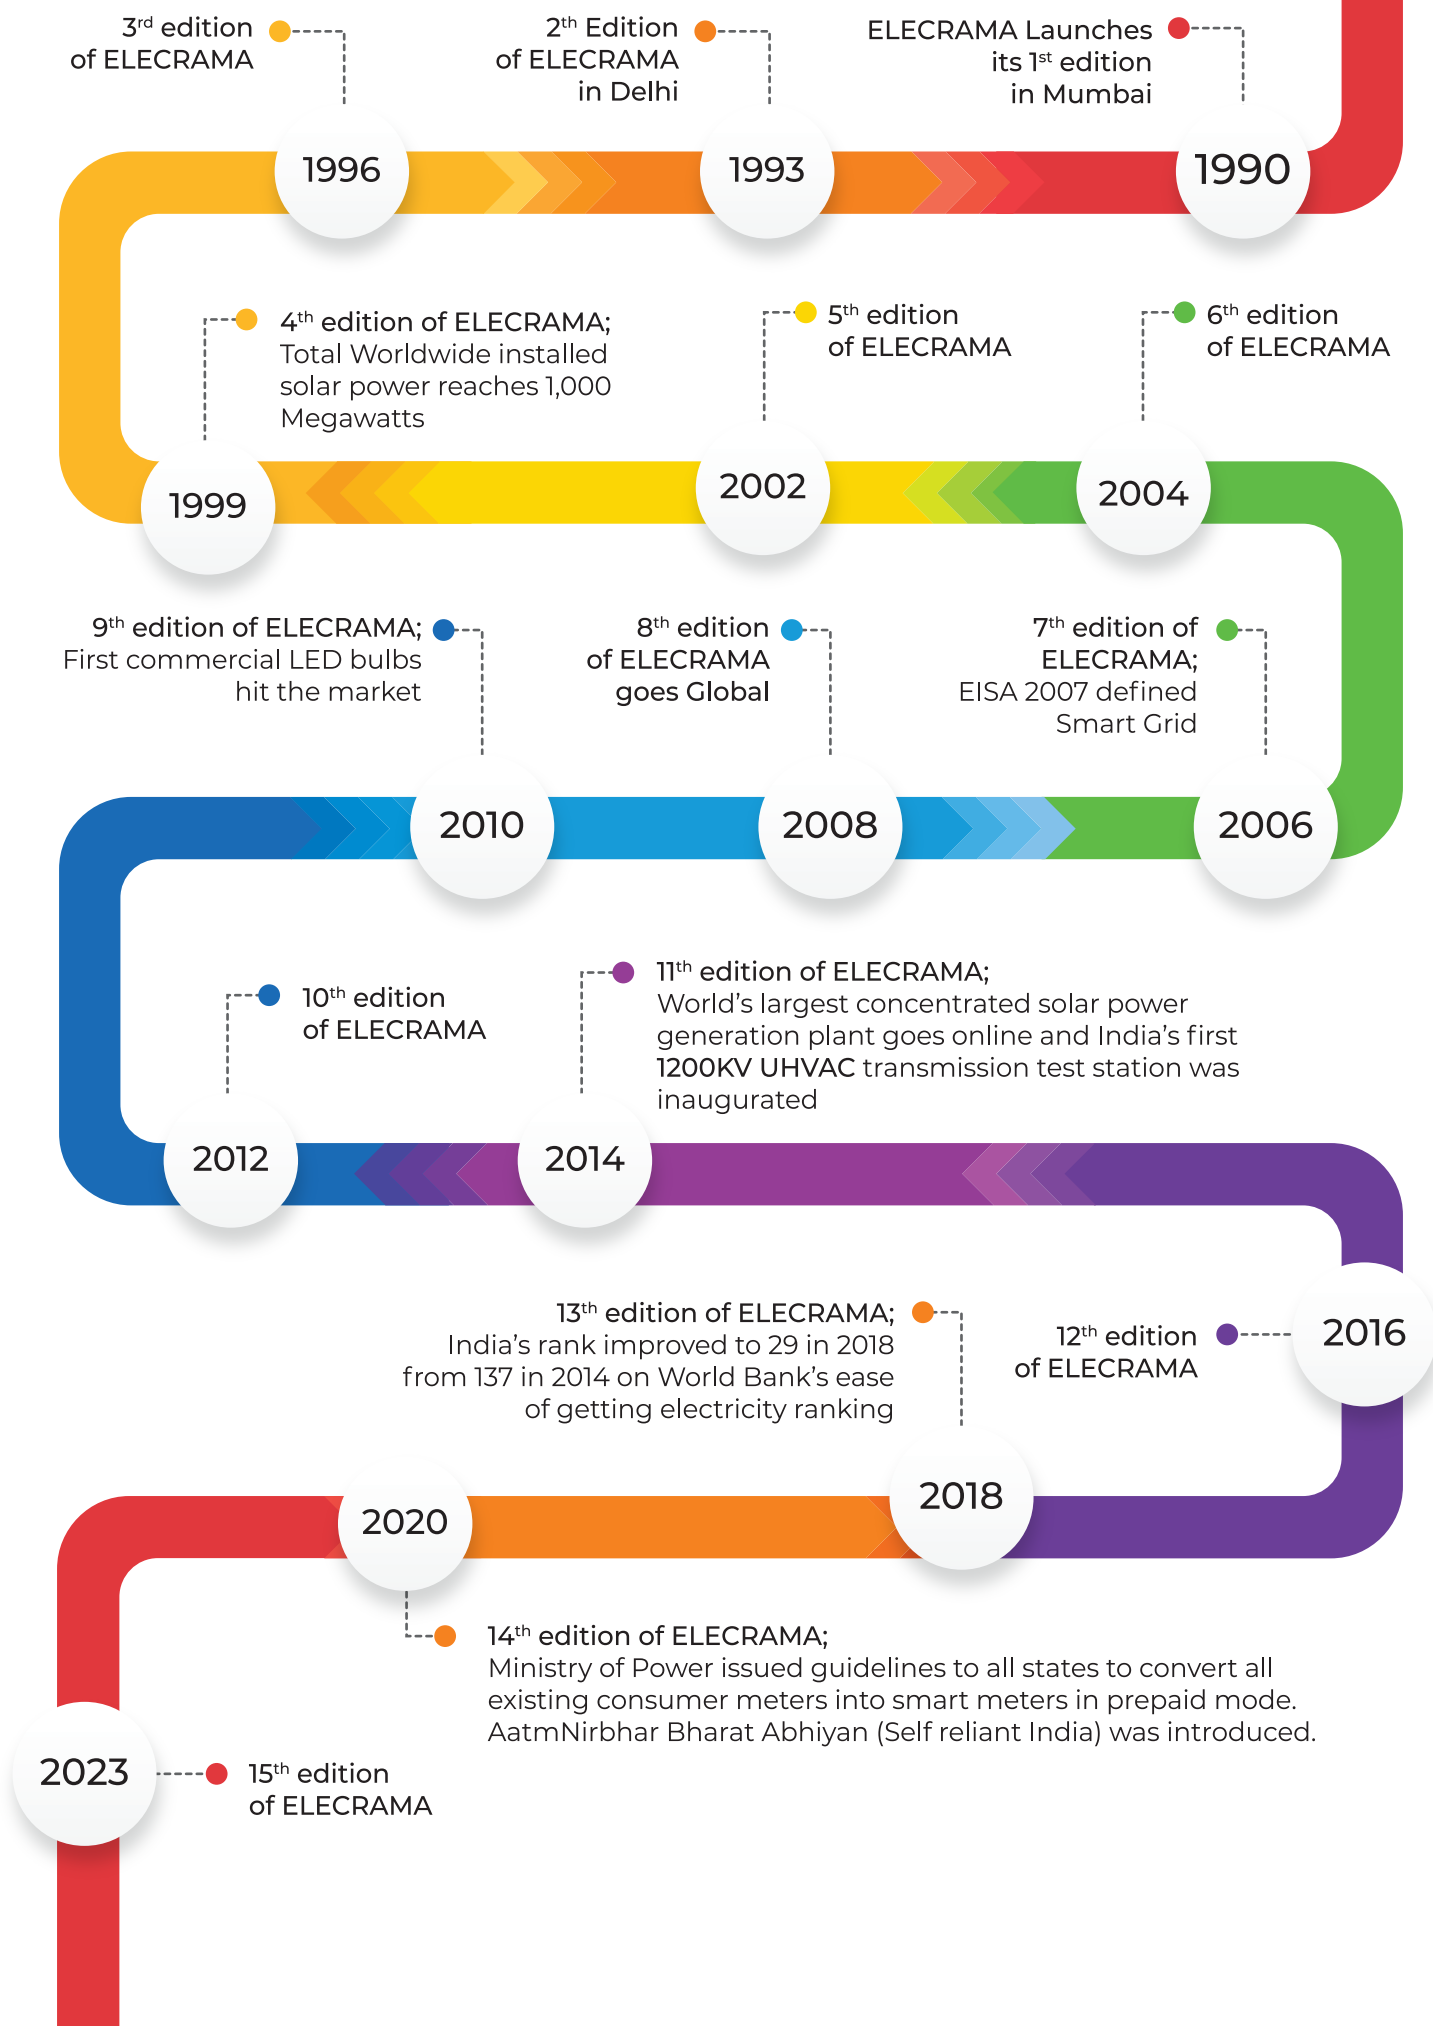 ELECRAMA Launches
its 1st edition
in Mumbai
1990
2th Edition
of ELECRAMA
in Delhi
1993
3rd edition
of ELECRAMA
1996
4th edition of ELECRAMA;
Total Worldwide installed
solar power reaches 1,000
Megawatts
1999
5th edition
of ELECRAMA
2002
6th edition
of ELECRAMA
2004
7th edition of
ELECRAMA;
EISA 2007 defined
Smart Grid
2006
8th edition
of ELECRAMA
goes Global
2008
9th edition of ELECRAMA;
First commercial LED bulbs
hit the market
2010
10th edition
of ELECRAMA
2012
11th edition of ELECRAMA;
World’s largest concentrated solar power
generation plant goes online and India’s first
1200KV UHVAC transmission test station was
inaugurated
2014
12th edition
of ELECRAMA
2016
13th edition of ELECRAMA;
India’s rank improved to 29 in 2018
from 137 in 2014 on World Bank’s ease
of getting electricity ranking
2018
2020
14th edition of ELECRAMA;
Ministry of Power issued guidelines to all states to convert all
existing consumer meters into smart meters in prepaid mode.
AatmNirbhar Bharat Abhiyan (Self reliant India) was introduced.
2023
15th edition
of ELECRAMA